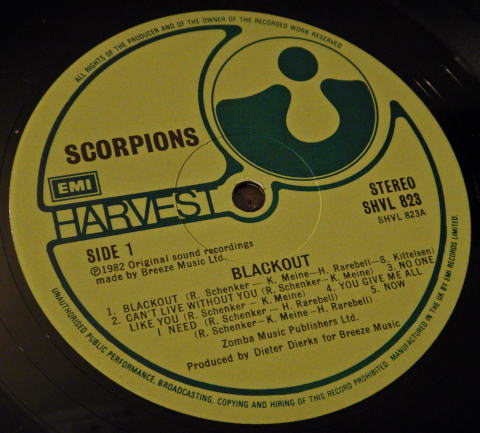 ALL RIGHTS OF THE PRODUCER AND OF THE OWNER OF THE RECORDED WORK RESERVED
SCORPIONS
EMI
HARVEST
STEREO
SHVL 823
SHVL 823A
SIDE 1
℗1982 Original sound recordings
made by Breeze Music Ltd.
BLACKOUT
1. BLACKOUT (R. Schenker – K. Meine–H. Rarebell–S. Kittelsen)
2. CAN'T LIVE WITHOUT YOU (R. Schenker – K. Meine) 3. NO ONE
LIKE YOU (R. Schenker – K. Meine) 4. YOU GIVE ME ALL
I NEED (R. Schenker – H. Rarebell) 5. NOW
(R. Schenker–K. Meine–H. Rarebell)
Zomba Music Publishers Ltd.
Produced by Dieter Dierks for Breeze Music
UNAUTHORISED PUBLIC PERFORMANCE, BROADCASTING, COPYING AND HIRING OF THIS RECORD PROHIBITED. MANUFACTURED IN THE UK BY EMI RECORDS LIMITED.